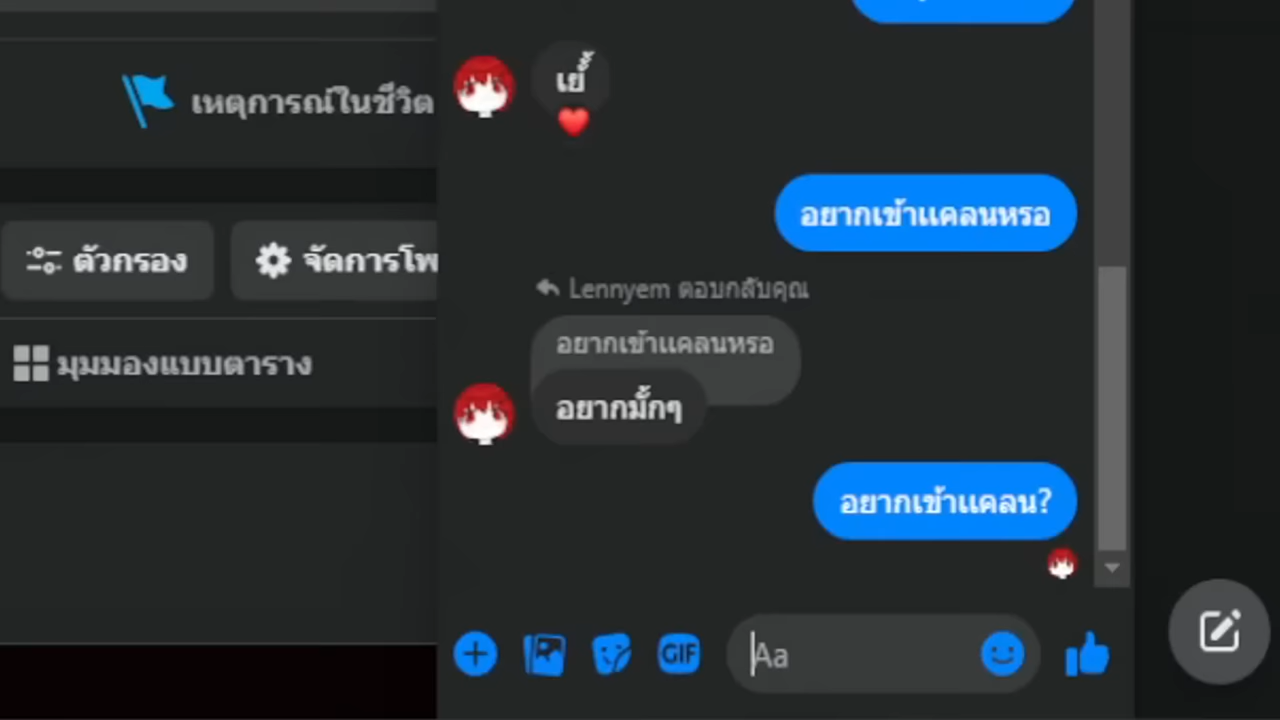 เหตุการณ์ในชีวิต
ตัวกรอง
จัดการโพ
มุมมองแบบตาราง
อยากเข้าแคลนหรอ
Lennyem ตอบกลับคุณ
อยากเข้าแคลนหรอ
อยากมั้กๆ
อยากเข้าแคลน?
GIF
Aa